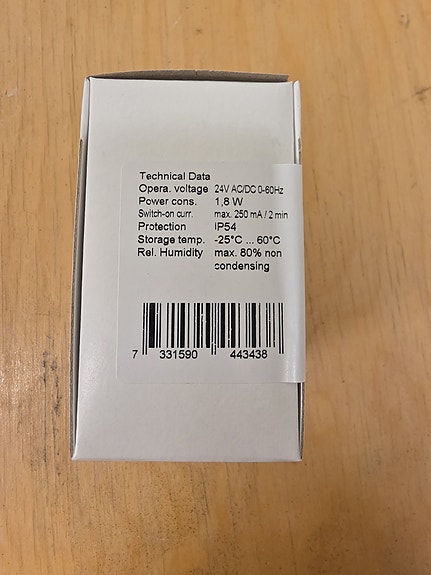 Technical Data
Opera. voltage 24V AC/DC 0-60Hz
Power cons. 1,8 W
Switch-on curr. max. 250 mA / 2 min
Protection IP54
Storage temp. -25°C ... 60°C
Rel. Humidity max. 80% non
condensing
7 331590 443438